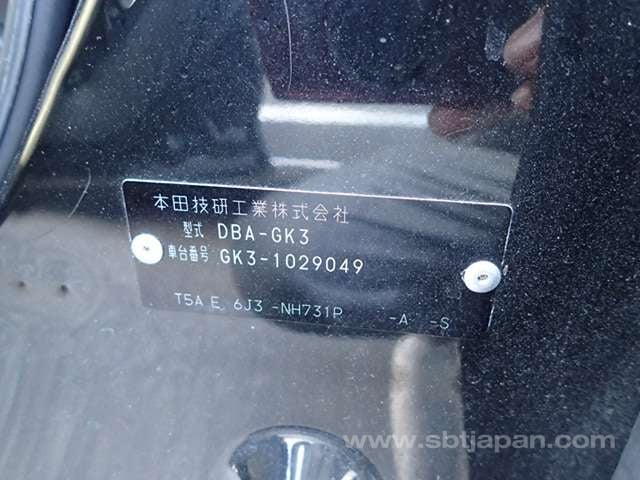 本田技研工業株式会社
型式 DBA-GK3
車台番号 GK3-1029049
T5A E 6J3 -NH731P -A -S
www.sbtjapan.com